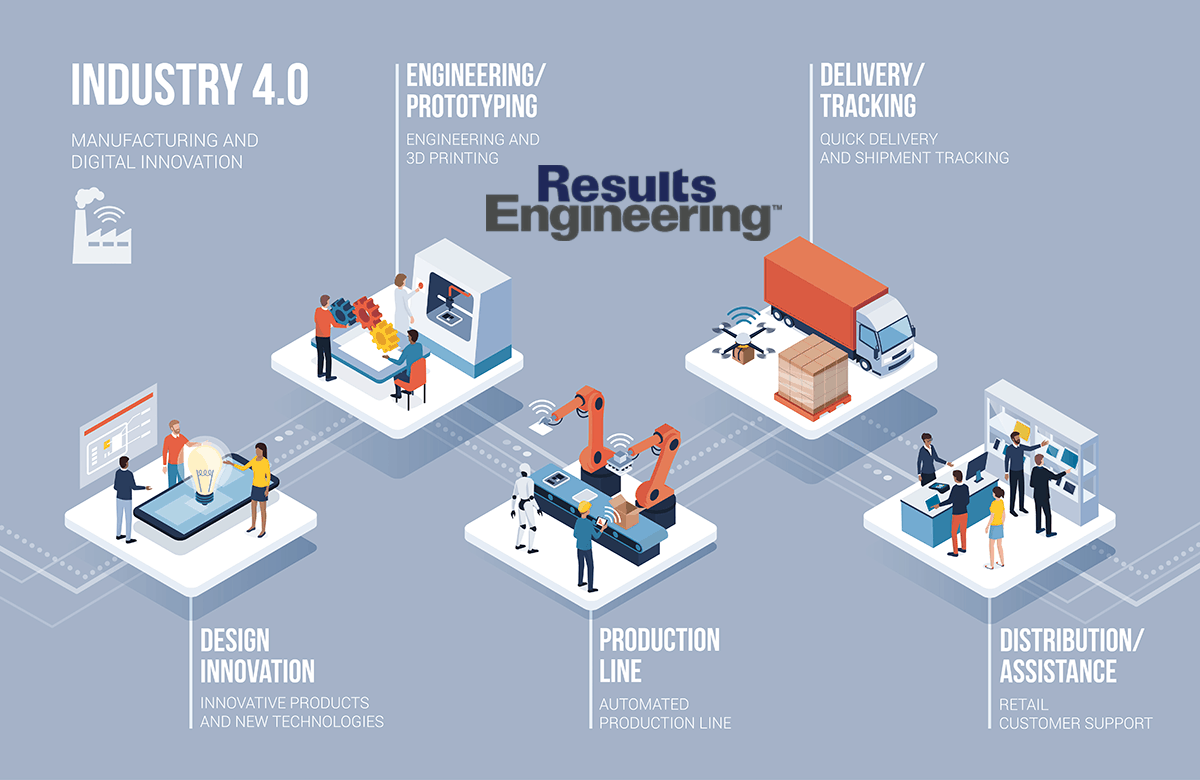 INDUSTRY 4.0
MANUFACTURING AND
DIGITAL INNOVATION
ENGINEERING/
PROTOTYPING
ENGINEERING AND
3D PRINTING
Results
Engineering™
DELIVERY/
TRACKING
QUICK DELIVERY
AND SHIPMENT TRACKING
DESIGN
INNOVATION
INNOVATIVE PRODUCTS
AND NEW TECHNOLOGIES
PRODUCTION
LINE
AUTOMATED
PRODUCTION LINE
DISTRIBUTION/
ASSISTANCE
RETAIL
CUSTOMER SUPPORT